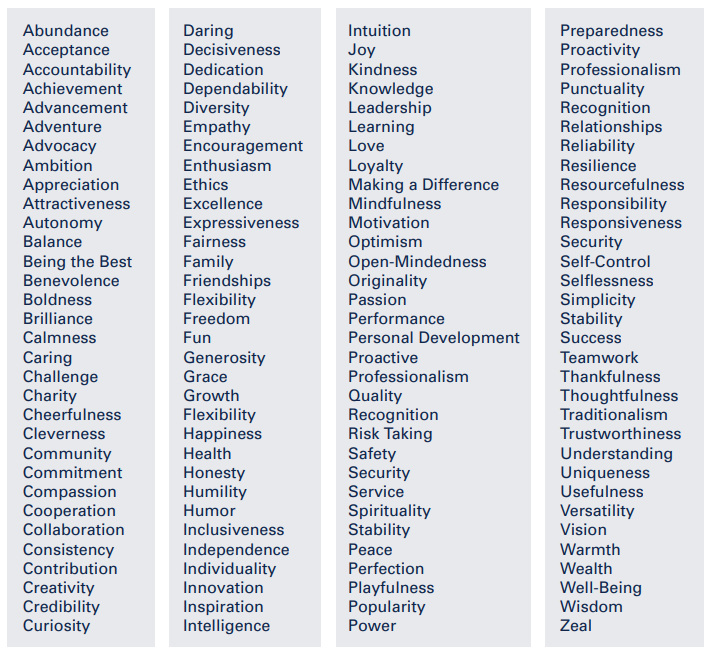 Abundance
Acceptance
Accountability
Achievement
Advancement
Adventure
Advocacy
Ambition
Appreciation
Attractiveness
Autonomy
Balance
Being the Best
Benevolence
Boldness
Brilliance
Calmness
Caring
Challenge
Charity
Cheerfulness
Cleverness
Community
Commitment
Compassion
Cooperation
Collaboration
Consistency
Contribution
Creativity
Credibility
Curiosity
Daring
Decisiveness
Dedication
Dependability
Diversity
Empathy
Encouragement
Enthusiasm
Ethics
Excellence
Expressiveness
Fairness
Family
Friendships
Flexibility
Freedom
Fun
Generosity
Grace
Growth
Flexibility
Happiness
Health
Honesty
Humility
Humor
Inclusiveness
Independence
Individuality
Innovation
Inspiration
Intelligence
Intuition
Joy
Kindness
Knowledge
Leadership
Learning
Love
Loyalty
Making a Difference
Mindfulness
Motivation
Optimism
Open-Mindedness
Originality
Passion
Performance
Personal Development
Proactive
Professionalism
Quality
Recognition
Risk Taking
Safety
Security
Service
Spirituality
Stability
Peace
Perfection
Playfulness
Popularity
Power
Preparedness
Proactivity
Professionalism
Punctuality
Recognition
Relationships
Reliability
Resilience
Resourcefulness
Responsibility
Responsiveness
Security
Self-Control
Selflessness
Simplicity
Stability
Success
Teamwork
Thankfulness
Thoughtfulness
Traditionalism
Trustworthiness
Understanding
Uniqueness
Usefulness
Versatility
Vision
Warmth
Wealth
Well-Being
Wisdom
Zeal